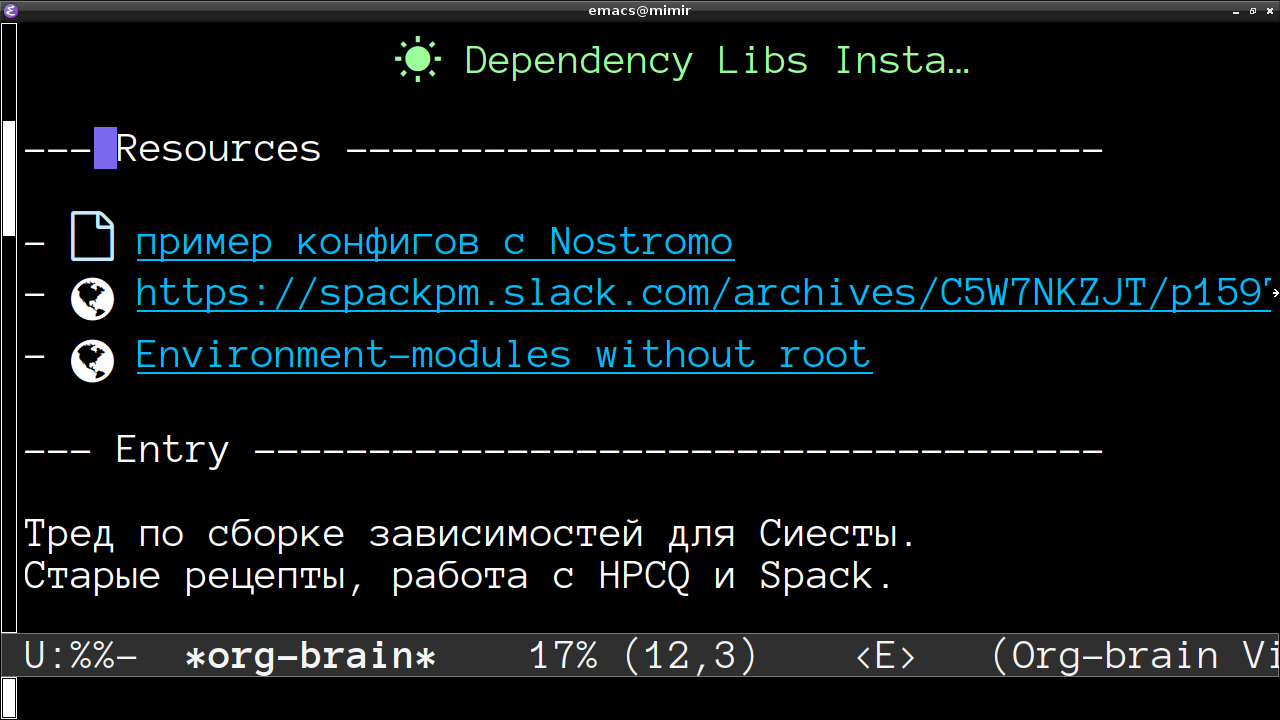 emacs@mimir
Dependency Libs Insta…
--- Resources ---------------------------------
- пример конфигов с Nostromo
- https://spackpm.slack.com/archives/C5W7NKZJT/p159
- Environment-modules without root
--- Entry -------------------------------------
Тред по сборке зависимостей для Сиесты.
Старые рецепты, работа с HPCQ и Spack.
U:%%- *org-brain* 17% (12,3) <E> (Org-brain Vi